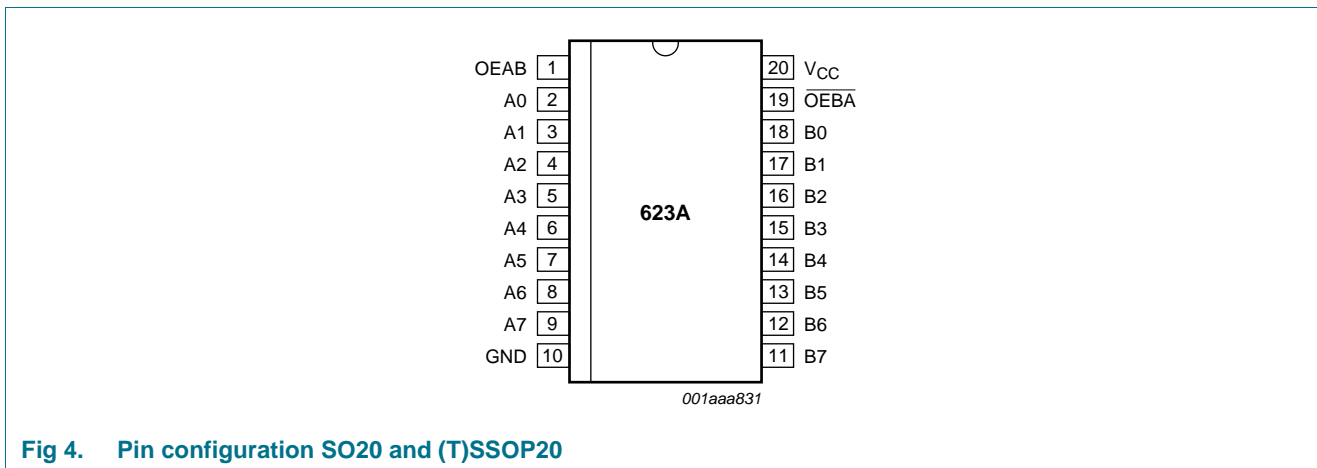 OEAB 1 20 VCC
A0 2 19 OEBA
A1 3 18 B0
A2 4 17 B1
A3 5 16 B2
623A
A4 6 15 B3
A5 7 14 B4
A6 8 13 B5
A7 9 12 B6
GND 10 11 B7
001aaa831
Fig 4. Pin configuration SO20 and (T)SSOP20